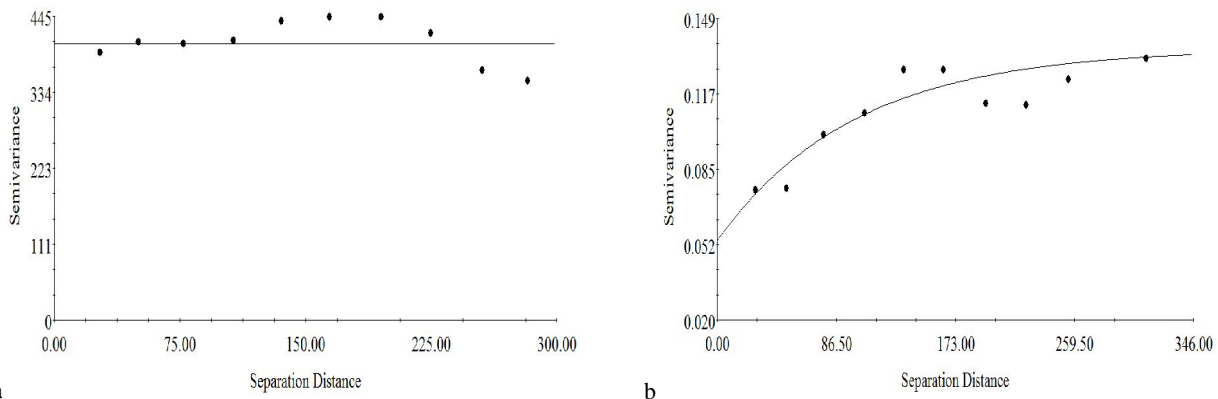 445
334
223
111
0
Semivariance
0.00 75.00 150.00 225.00 300.00
Separation Distance
a
0.149
0.117
0.085
0.052
0.020
Semivariance
0.00 86.50 173.00 259.50 346.00
Separation Distance
b